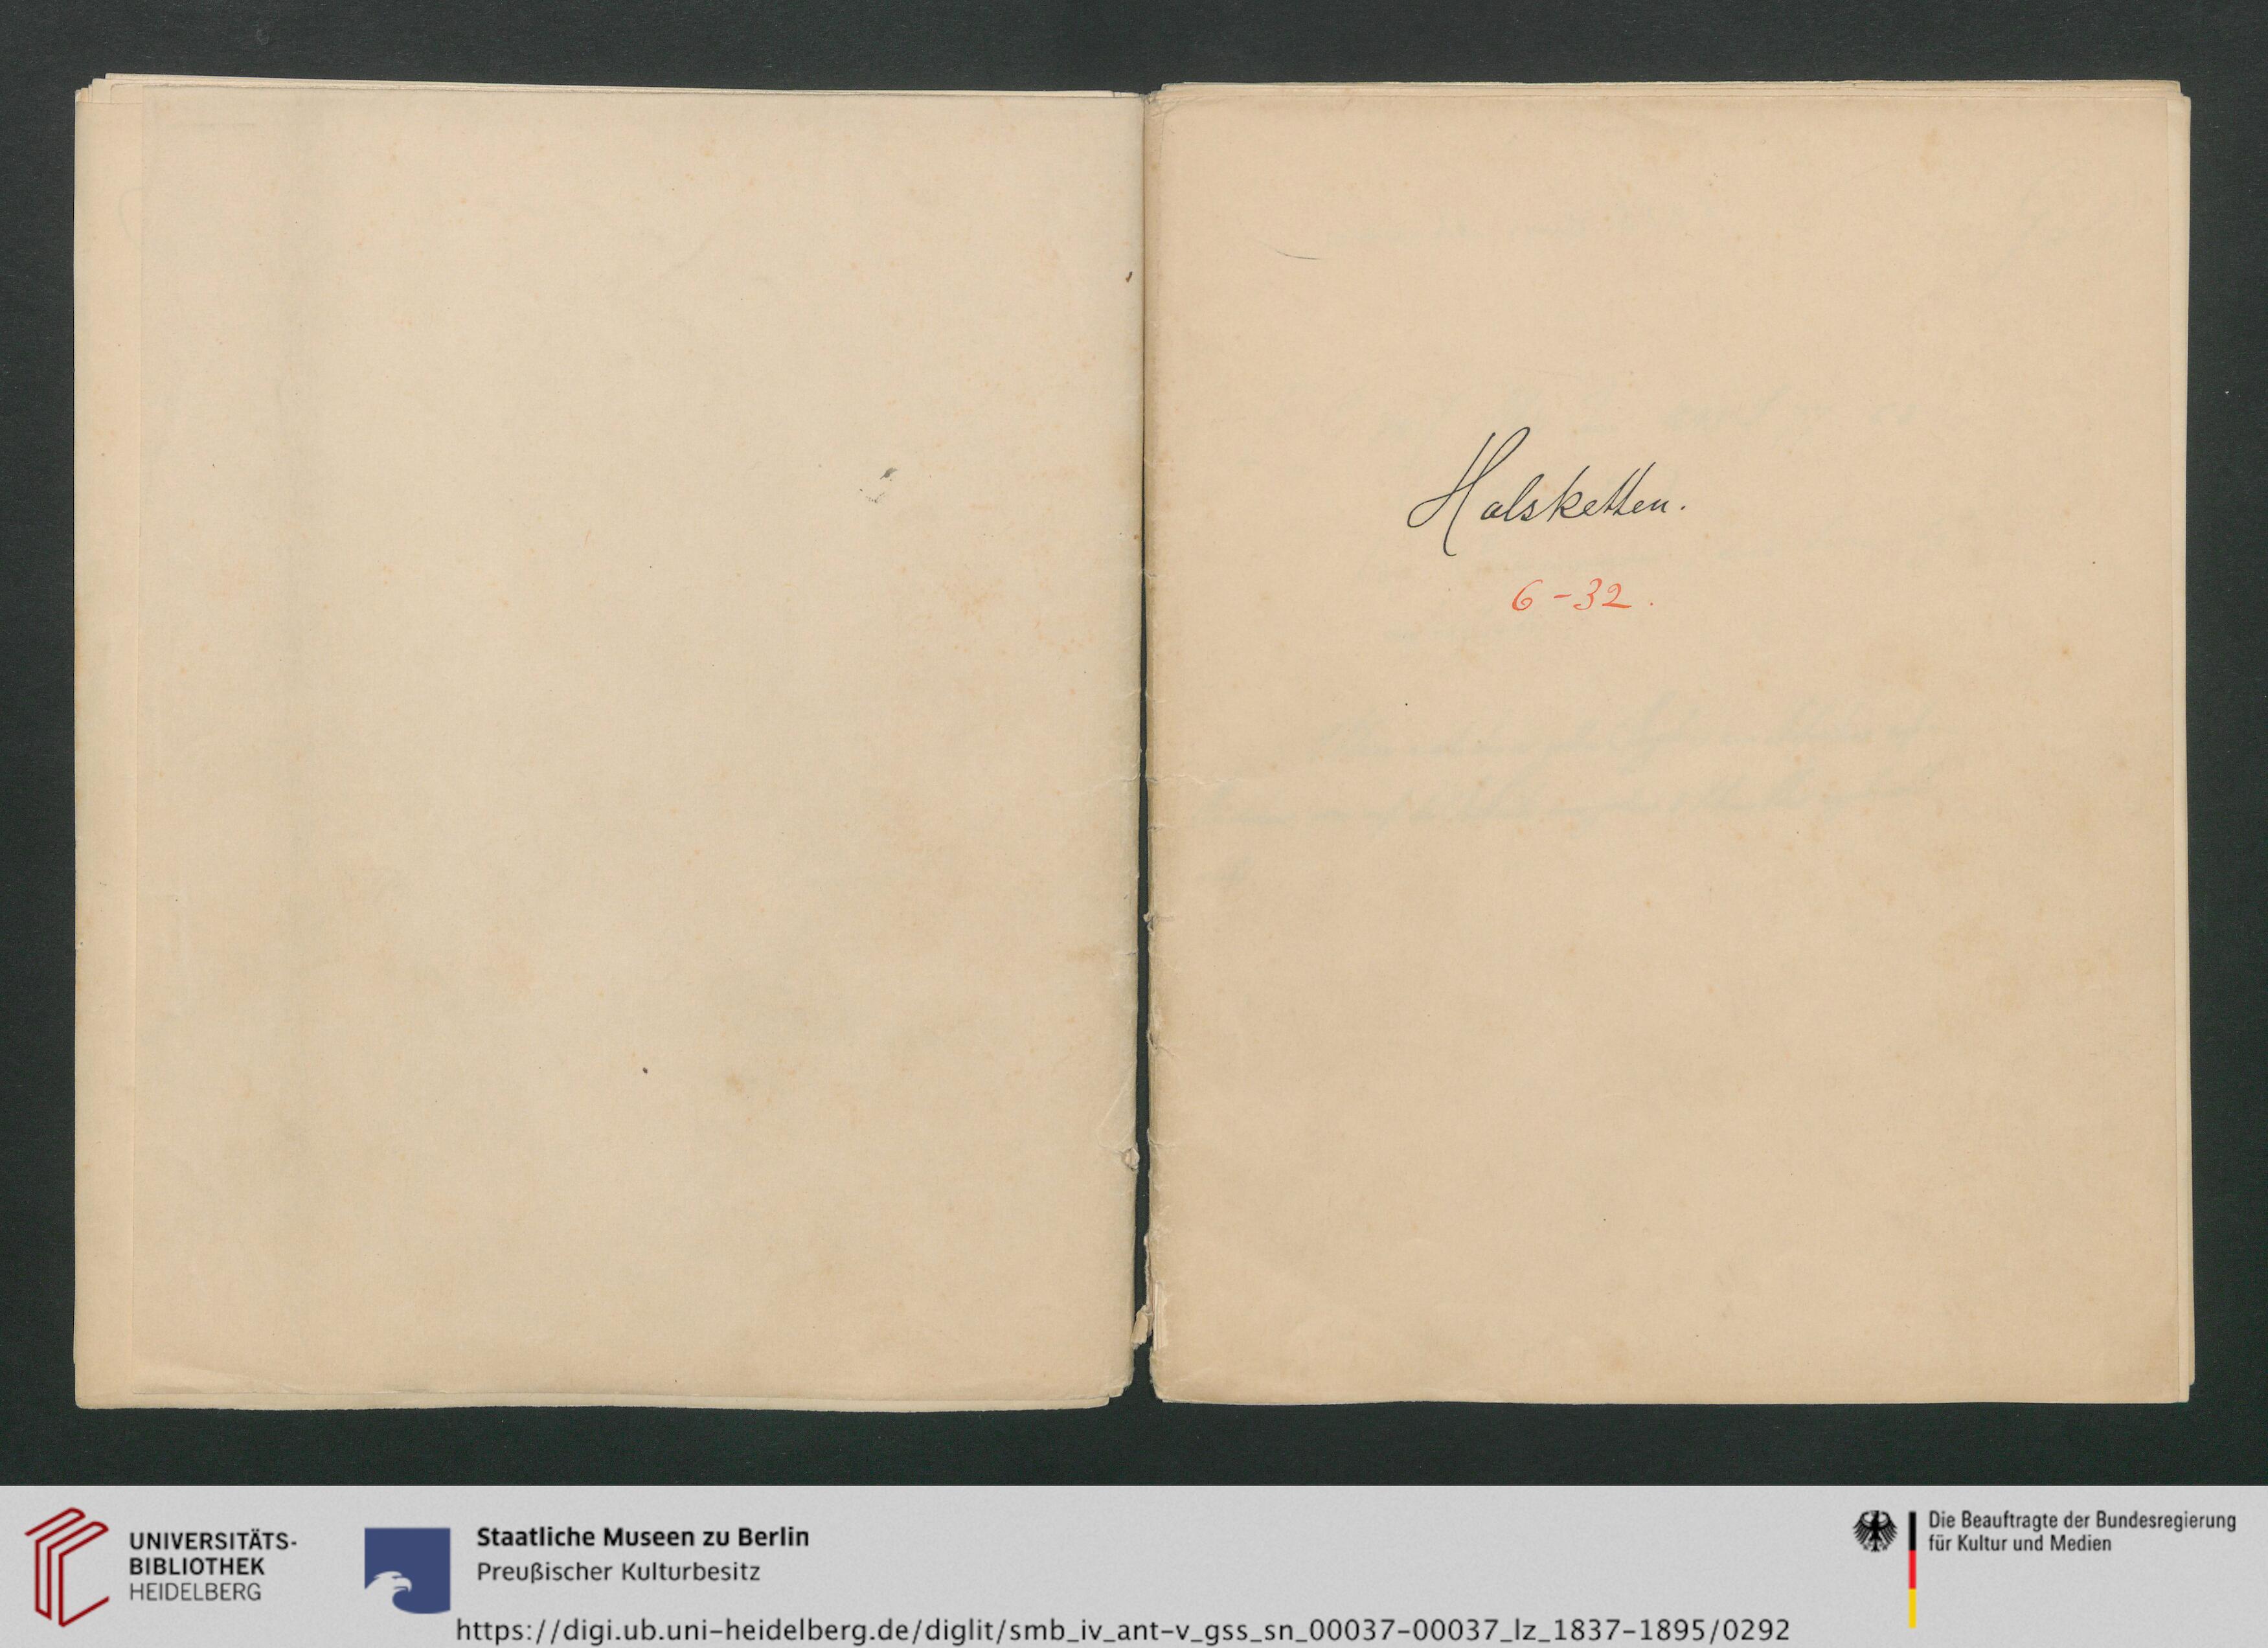 Halsketten.
6-32.
UNIVERSITÄTS-
BIBLIOTHEK
HEIDELBERG
Staatliche Museen zu Berlin
Preußischer Kulturbesitz
Die Beauftragte der Bundesregierung
für Kultur und Medien
https://digi.ub.uni-heidelberg.de/diglit/smb_iv_ant-v_gss_sn_00037-00037_lz_1837-1895/0292